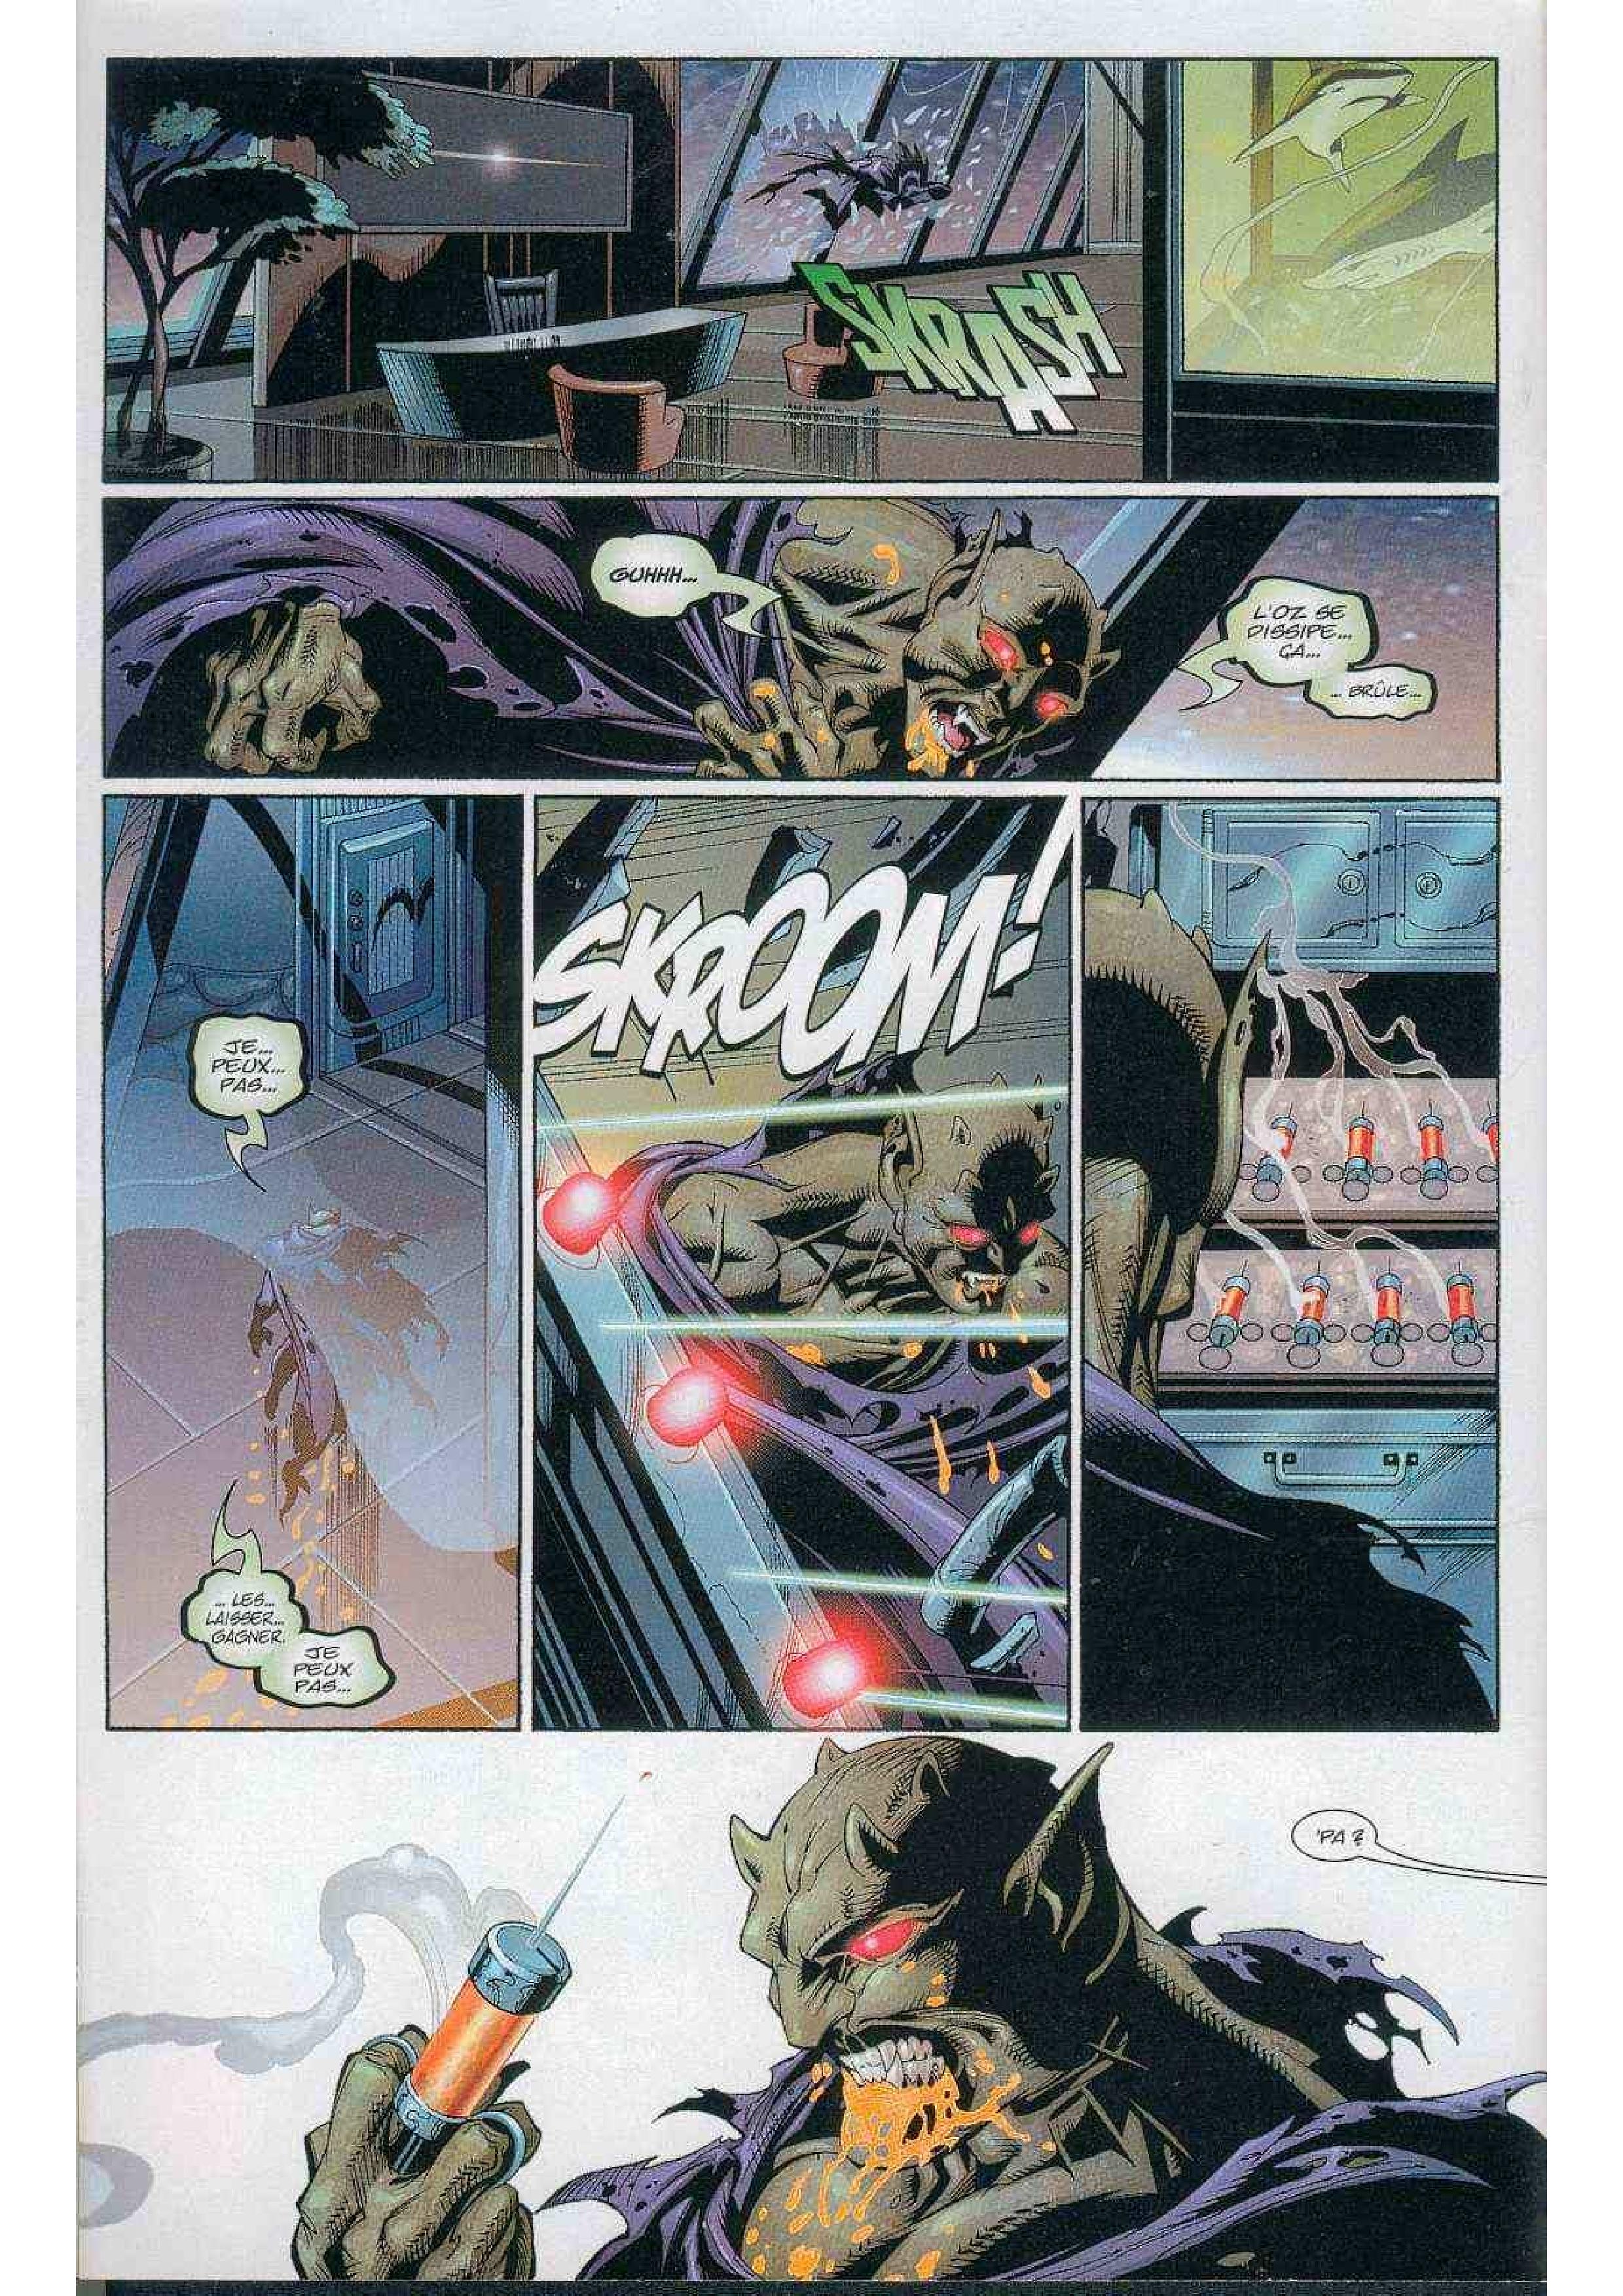 SKRASH
GUHHH...
L'OZ SE
DISSIPE...
ÇA...
... BRÛLE...
JE...
PEUX...
PAS...
... LES...
LAISSER...
GAGNER.
JE
PEUX
PAS...
SKROOM!
'PA ?